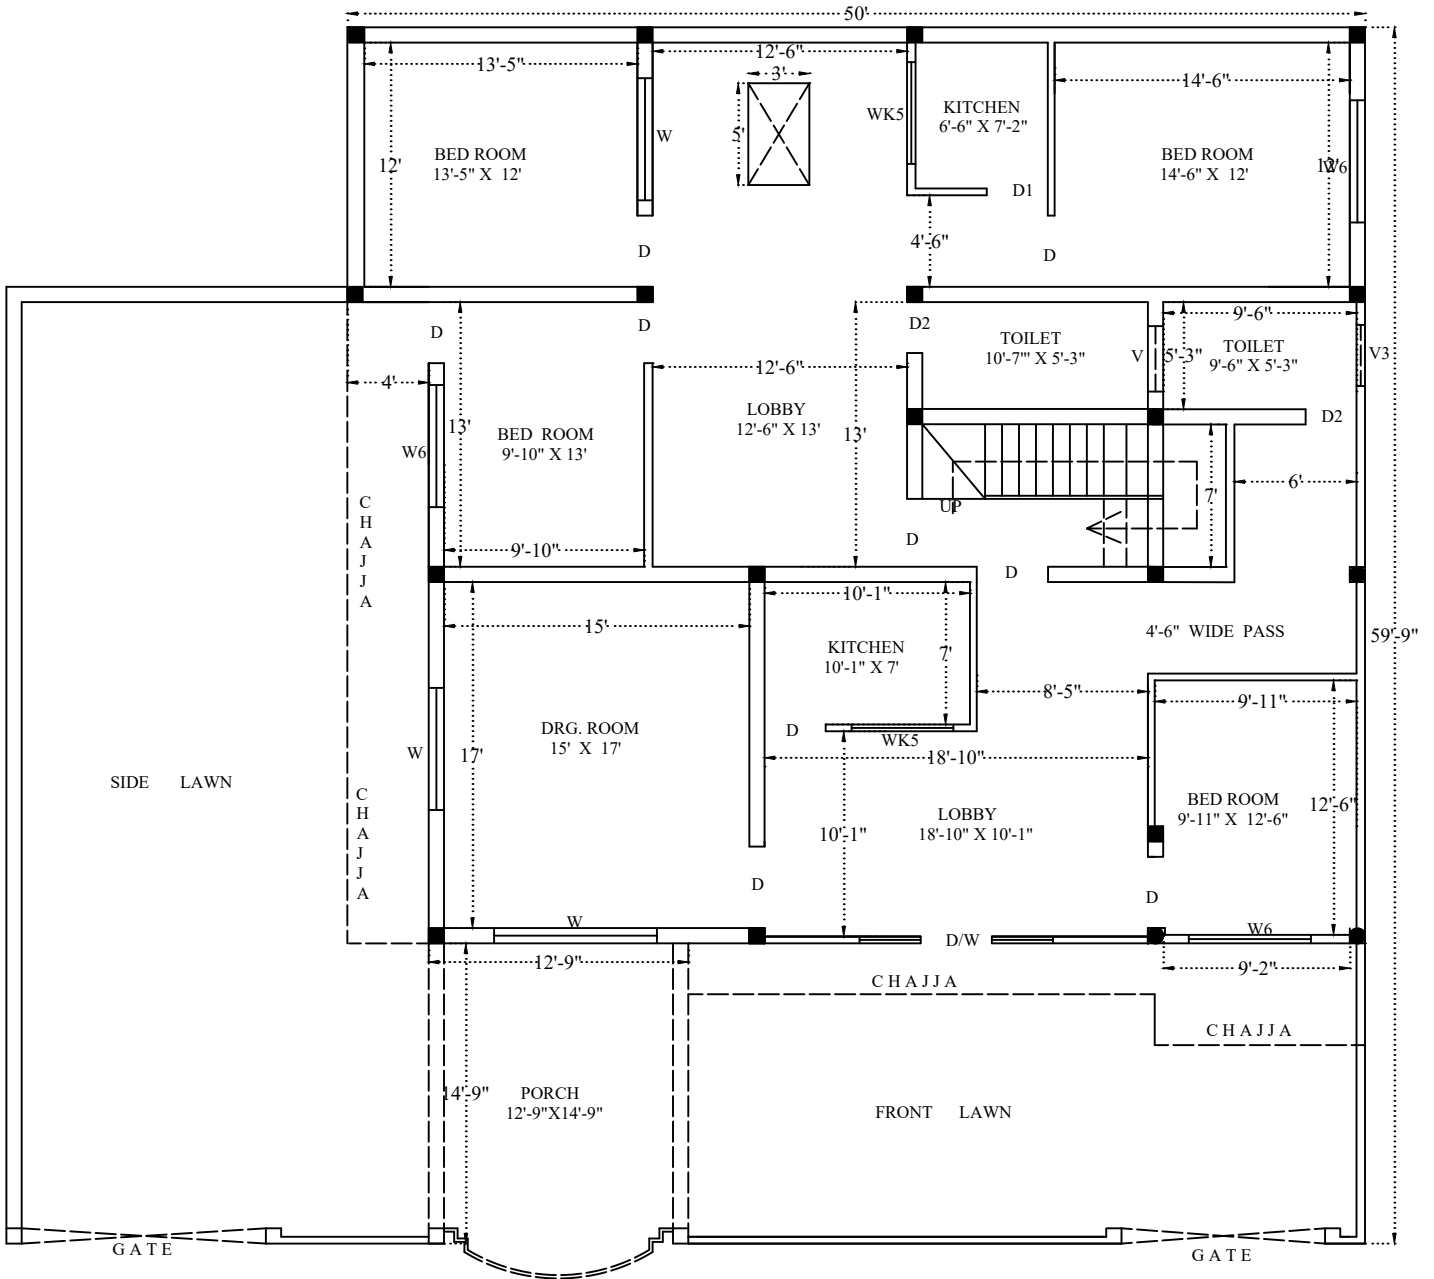 50'
12'-6"
13'-5"
3'
14'-6"
KITCHEN
6'-6" X 7'-2"
WK5
5'
W
BED ROOM
13'-5" X 12'
12'
BED ROOM
14'-6" X 12'
12'
W6
D1
4'-6"
D
D
9'-6"
D
D
D2
TOILET
10'-7'" X 5'-3"
V
5'-3"
TOILET
9'-6" X 5'-3"
V3
4'
12'-6"
LOBBY
12'-6" X 13'
13'
13'
D2
BED ROOM
9'-10" X 13'
W6
7'
6'
UP
CHAJJA
9'-10"
D
D
10'-1"
15'
4'-6" WIDE PASS
59'-9"
KITCHEN
10'-1" X 7'
7'
8'-5"
9'-11"
DRG. ROOM
15' X 17'
17'
W
D
WK5
18'-10"
SIDE LAWN
CHAJJA
BED ROOM
9'-11" X 12'-6"
12'-6"
LOBBY
18'-10" X 10'-1"
10'-1"
D
D
W
D/W
W6
12'-9"
9'-2"
CHAJJA
CHAJJA
14'-9"
PORCH
12'-9"X14'-9"
FRONT LAWN
GATE
GATE